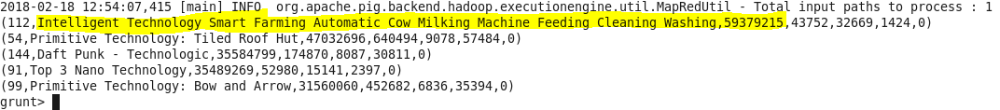 2018-02-18 12:54:07,415 [main] INFO  org.apache.pig.backend.hadoop.executionengine.util.MapRedUtil - Total input paths to process : 1
(112,Intelligent Technology Smart Farming Automatic Cow Milking Machine Feeding Cleaning Washing,59379215,43752,32669,1424,0)
(54,Primitive Technology: Tiled Roof Hut,47032696,640494,9078,57484,0)
(144,Daft Punk - Technologic,35584799,174870,8087,30811,0)
(91,Top 3 Nano Technology,35489269,52980,15141,2397,0)
(99,Primitive Technology: Bow and Arrow,31560060,452682,6836,35394,0)
grunt>